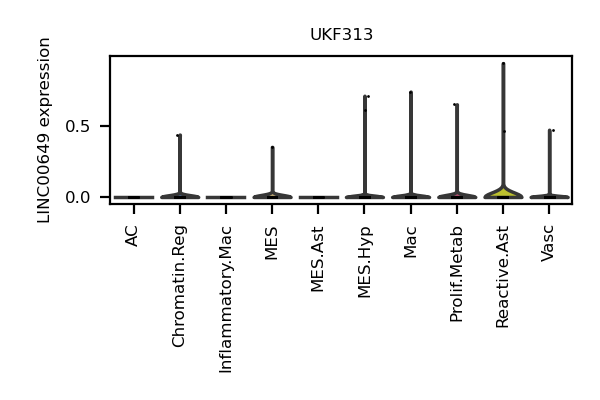 UKF313
LINC00649 expression
0.5
0.0
AC
Chromatin.Reg
Inflammatory.Mac
MES
MES.Ast
MES.Hyp
Mac
Prolif.Metab
Reactive.Ast
Vasc